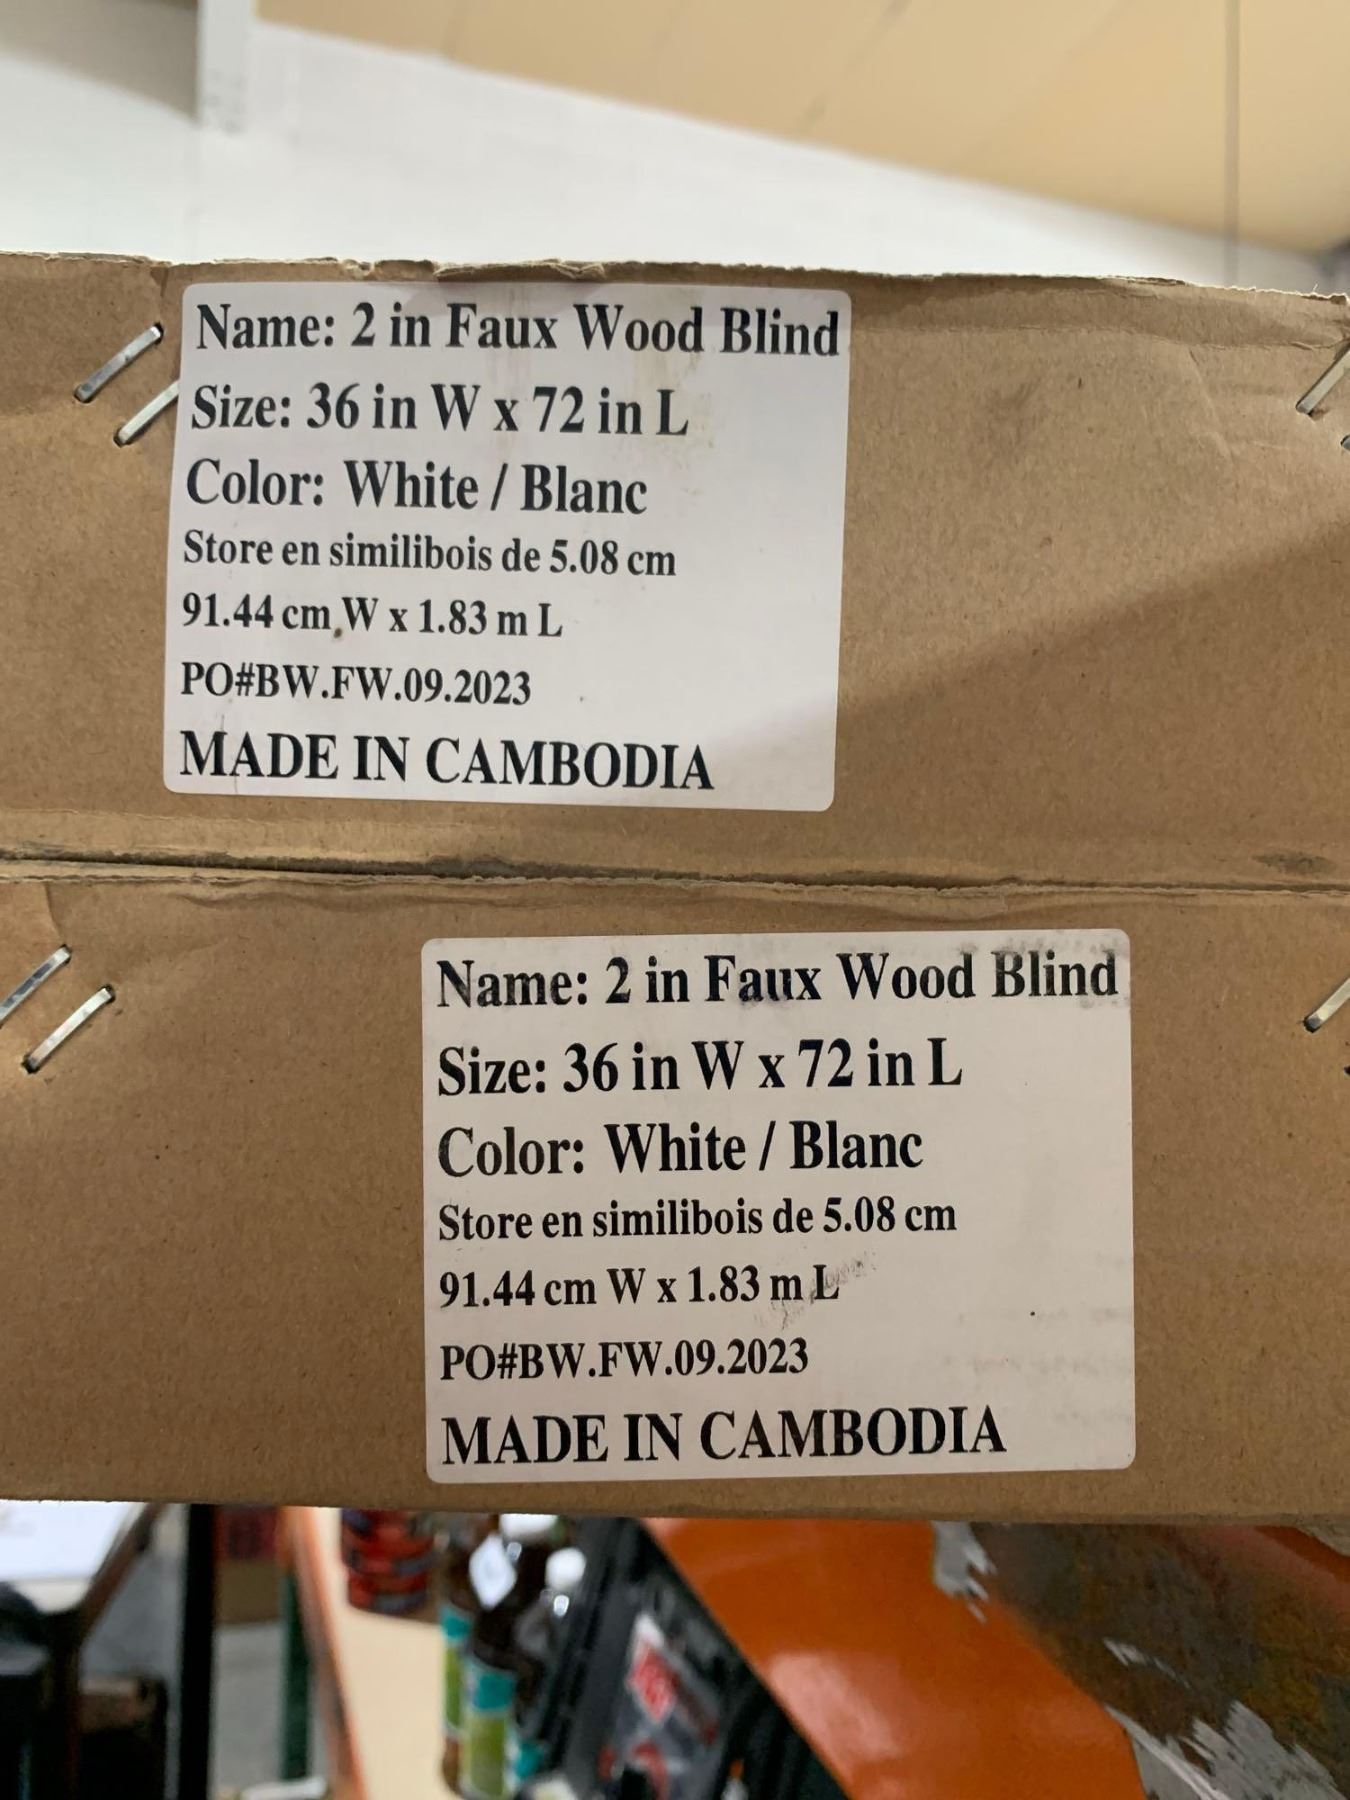 Name: 2 in Faux Wood Blind
Size: 36 in W x 72 in L
Color: White / Blanc
Store en similibois de 5.08 cm
91.44 cm W x 1.83 m L
PO#BW.FW.09.2023
MADE IN CAMBODIA
Name: 2 in Faux Wood Blind
Size: 36 in W x 72 in L
Color: White / Blanc
Store en similibois de 5.08 cm
91.44 cm W x 1.83 m L
PO#BW.FW.09.2023
MADE IN CAMBODIA